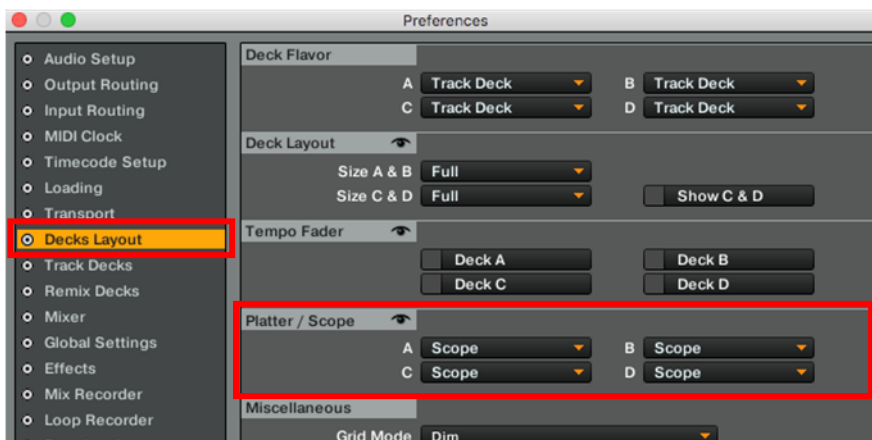 Preferences
Audio Setup
Output Routing
Input Routing
MIDI Clock
Timecode Setup
Loading
Transport
Decks Layout
Track Decks
Remix Decks
Mixer
Global Settings
Effects
Mix Recorder
Loop Recorder
Deck Flavor
A Track Deck B Track Deck
C Track Deck D Track Deck
Deck Layout
Size A & B Full
Size C & D Full Show C & D
Tempo Fader
Deck A Deck B
Deck C Deck D
Platter / Scope
A Scope B Scope
C Scope D Scope
Miscellaneous
Grid Mode Dim